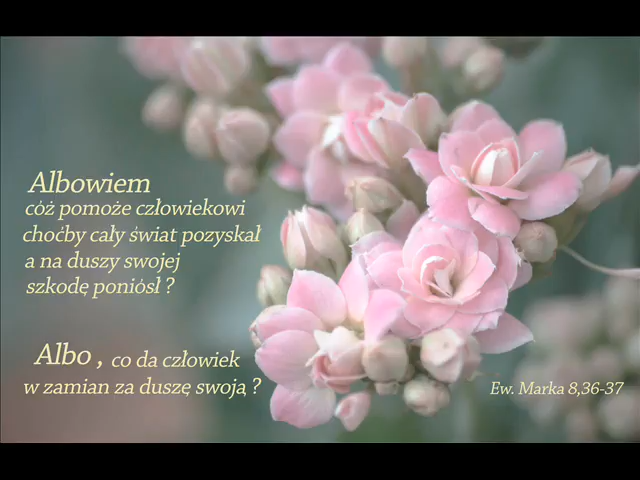 Albowiem
cóż pomoże człowiekowi
choćby cały świat pozyskał
a na duszy swojej
szkodę poniósł ?
Albo , co da człowiek
w zamian za duszę swoją ?
Ew. Marka 8,36-37